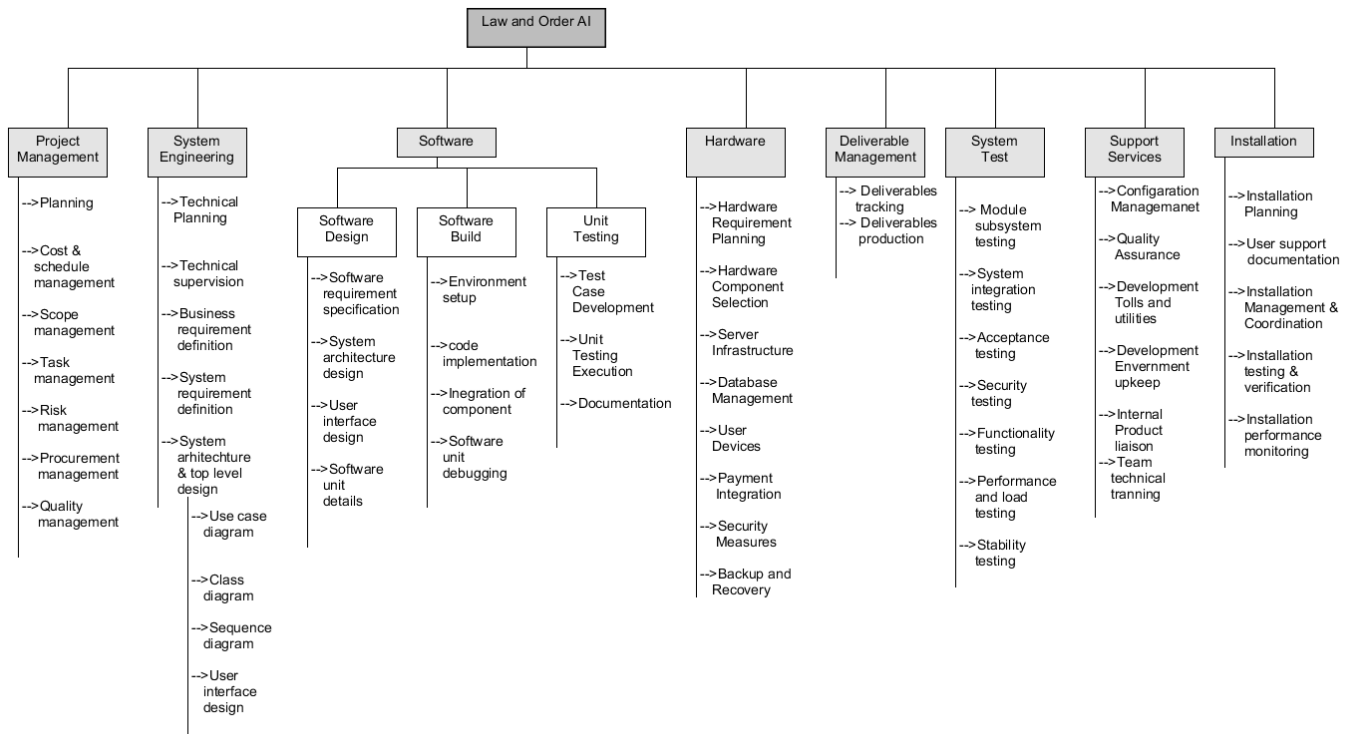 Law and Order AI
Project
Management
-->Planning
-->Cost &
schedule
management
-->Scope
management
-->Task
management
-->Risk
management
-->Procurement
management
-->Quality
management
System
Engineering
-->Technical
Planning
-->Technical
supervision
-->Business
requirement
definition
-->System
requirement
definition
-->System
arhitechture
& top level
design
-->Use case
diagram
-->Class
diagram
-->Sequence
diagram
-->User
interface
design
Software
Software
Design
-->Software
requirement
specification
-->System
architecture
design
-->User
interface
design
-->Software
unit
details
Software
Build
-->Environment
setup
-->code
implementation
-->Inegration of
component
-->Software
unit
debugging
Unit
Testing
-->Test
Case
Development
-->Unit
Testing
Execution
-->Documentation
Hardware
-->Hardware
Requirement
Planning
-->Hardware
Component
Selection
-->Server
Infrastructure
-->Database
Management
-->User
Devices
-->Payment
Integration
-->Security
Measures
-->Backup and
Recovery
Deliverable
Management
--> Deliverables
tracking
--> Deliverables
production
System
Test
--> Module
subsystem
testing
-->System
integration
testing
-->Acceptance
testing
-->Security
testing
-->Functionality
testing
-->Performance
and load
testing
-->Stability
testing
Support
Services
-->Configaration
Managemanet
-->Quality
Assurance
-->Development
Tolls and
utilities
-->Development
Envernment
upkeep
-->Internal
Product
liaison
-->Team
technical
tranning
Installation
-->Installation
Planning
-->User support
documentation
-->Installation
Management &
Coordination
-->Installation
testing &
verification
-->Installation
performance
monitoring